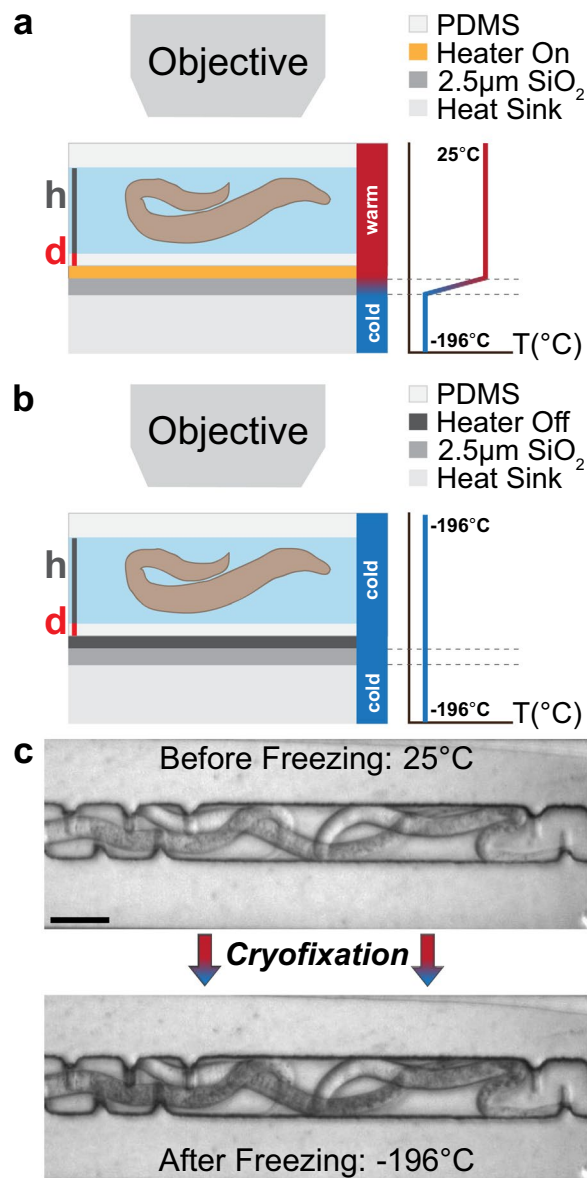 a
Objective
PDMS
Heater On
2.5µm SiO2
Heat Sink
h
d
warm
cold
25°C
-196°C
T(°C)
b
Objective
PDMS
Heater Off
2.5µm SiO2
Heat Sink
h
d
cold
cold
-196°C
-196°C
T(°C)
c
Before Freezing: 25°C
Cryofixation
After Freezing: -196°C